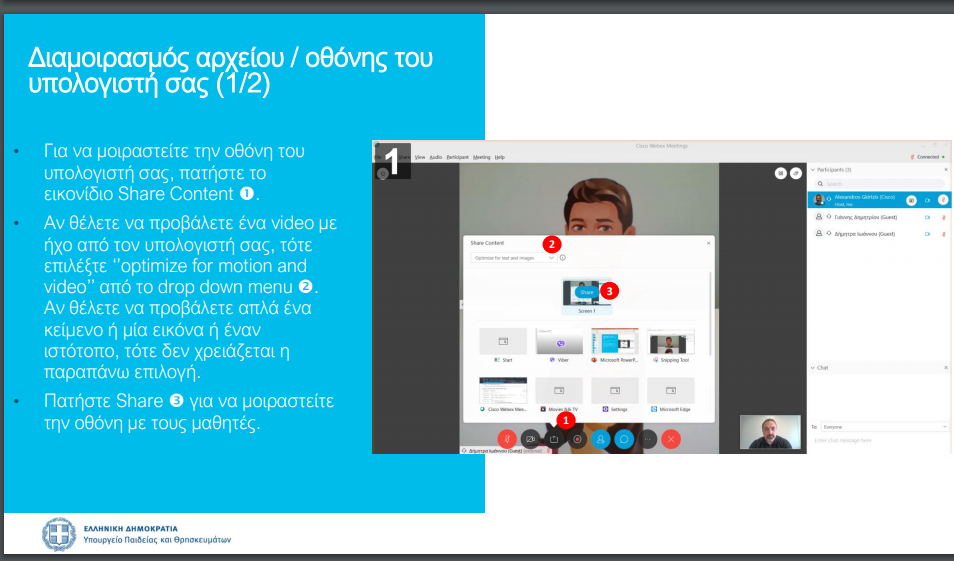 Διαμοιρασμός αρχείου / οθόνης του
υπολογιστή σας (1/2)
• Για να μοιραστείτε την οθόνη του
υπολογιστή σας, πατήστε το
εικονίδιο Share Content ❶.
• Αν θέλετε να προβάλετε ένα video με
ήχο από τον υπολογιστή σας, τότε
επιλέξτε ‘’optimize for motion and
video’’ από το drop down menu ❷.
Αν θέλετε να προβάλετε απλά ένα
κείμενο ή μία εικόνα ή έναν
ιστότοπο, τότε δεν χρειάζεται η
παραπάνω επιλογή.
• Πατήστε Share ❸ για να μοιραστείτε
την οθόνη με τους μαθητές.
1
Cisco Webex Meetings
View Audio Participant Meeting Help
Connected
Participants (3)
Search
Alexandros Gkiritzis (Cisco)
Host, me
Γιάννης Δημητρίου (Guest)
Δήμητρα Ιωάννου (Guest)
Share Content
2
Optimize for text and images
Share
3
Screen 1
Start
Viber
Microsoft PowerP...
Snipping Tool
Cisco Webex Mee...
Movies & TV
Settings
Microsoft Edge
1
Δήμητρα Ιωάννου (Guest)
Chat
To: Everyone
Enter chat message here
ΕΛΛΗΝΙΚΗ ΔΗΜΟΚΡΑΤΙΑ
Υπουργείο Παιδείας και Θρησκευμάτων